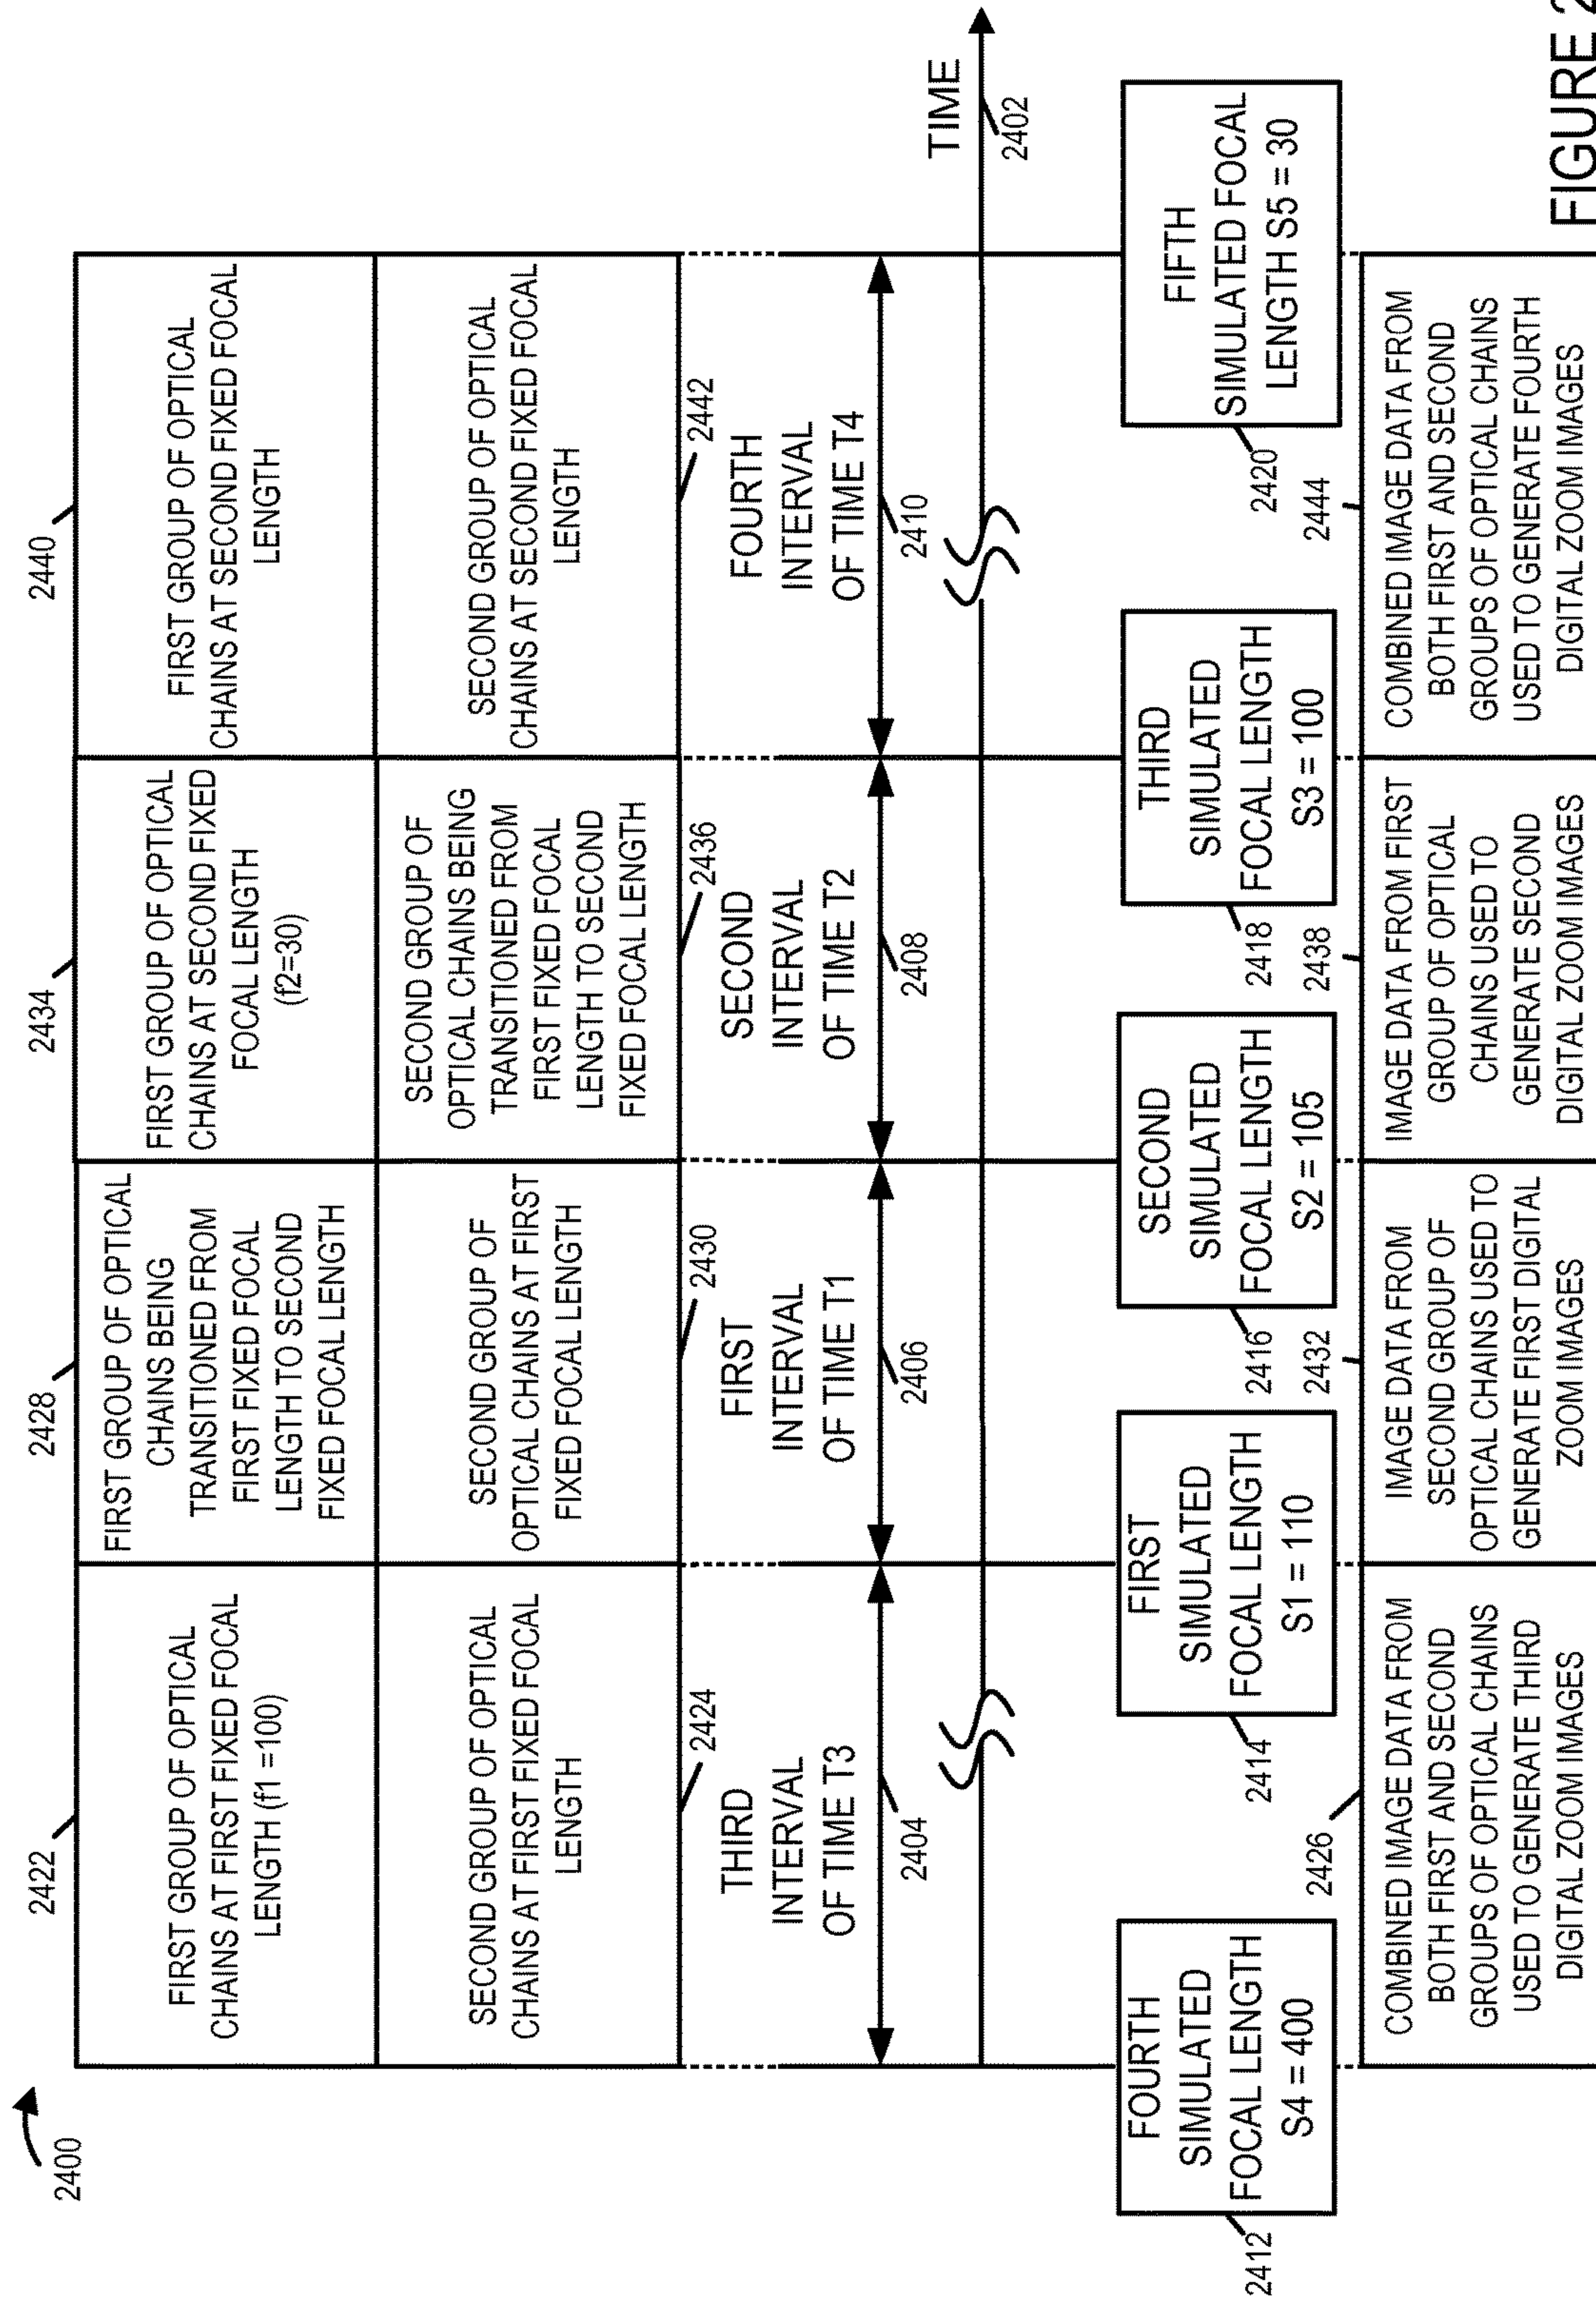 2400
2422
FIRST GROUP OF OPTICAL
CHAINS AT FIRST FIXED FOCAL
LENGTH (f1 =100)
2428
FIRST GROUP OF OPTICAL
CHAINS BEING
TRANSITIONED FROM
FIRST FIXED FOCAL
LENGTH TO SECOND
FIXED FOCAL LENGTH
2434
FIRST GROUP OF OPTICAL
CHAINS AT SECOND FIXED
FOCAL LENGTH
(f2=30)
2440
FIRST GROUP OF OPTICAL
CHAINS AT SECOND FIXED FOCAL
LENGTH
SECOND GROUP OF OPTICAL
CHAINS AT FIRST FIXED FOCAL
LENGTH
SECOND GROUP OF
OPTICAL CHAINS AT FIRST
FIXED FOCAL LENGTH
SECOND GROUP OF
OPTICAL CHAINS BEING
TRANSITIONED FROM
FIRST FIXED FOCAL
LENGTH TO SECOND
FIXED FOCAL LENGTH
SECOND GROUP OF OPTICAL
CHAINS AT SECOND FIXED FOCAL
LENGTH
2424
2430
2436
2442
THIRD
INTERVAL
OF TIME T3
2404
FIRST
INTERVAL
OF TIME T1
2406
SECOND
INTERVAL
OF TIME T2
2408
FOURTH
INTERVAL
OF TIME T4
2410
TIME
2402
FOURTH
SIMULATED
FOCAL LENGTH
S4 = 400
2412
FIRST
SIMULATED
FOCAL LENGTH
S1 = 110
2414
SECOND
SIMULATED
FOCAL LENGTH
S2 = 105
2416
THIRD
SIMULATED
FOCAL LENGTH
S3 = 100
2418
FIFTH
SIMULATED FOCAL
LENGTH S5 = 30
2420
2426
COMBINED IMAGE DATA FROM
BOTH FIRST AND SECOND
GROUPS OF OPTICAL CHAINS
USED TO GENERATE THIRD
DIGITAL ZOOM IMAGES
2432
IMAGE DATA FROM
SECOND GROUP OF
OPTICAL CHAINS USED TO
GENERATE FIRST DIGITAL
ZOOM IMAGES
2438
IMAGE DATA FROM FIRST
GROUP OF OPTICAL
CHAINS USED TO
GENERATE SECOND
DIGITAL ZOOM IMAGES
2444
COMBINED IMAGE DATA FROM
BOTH FIRST AND SECOND
GROUPS OF OPTICAL CHAINS
USED TO GENERATE FOURTH
DIGITAL ZOOM IMAGES
FIGURE